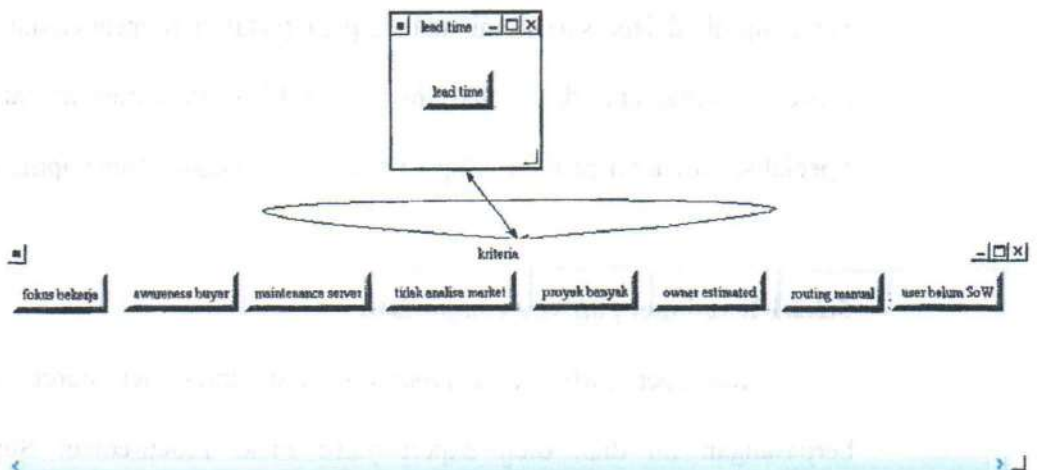 lead time
lead time
kriteria
fokus bekerja awareness buyer maintenance server tidak analisa market proyek banyak owner estimated routing manual user belum SoW